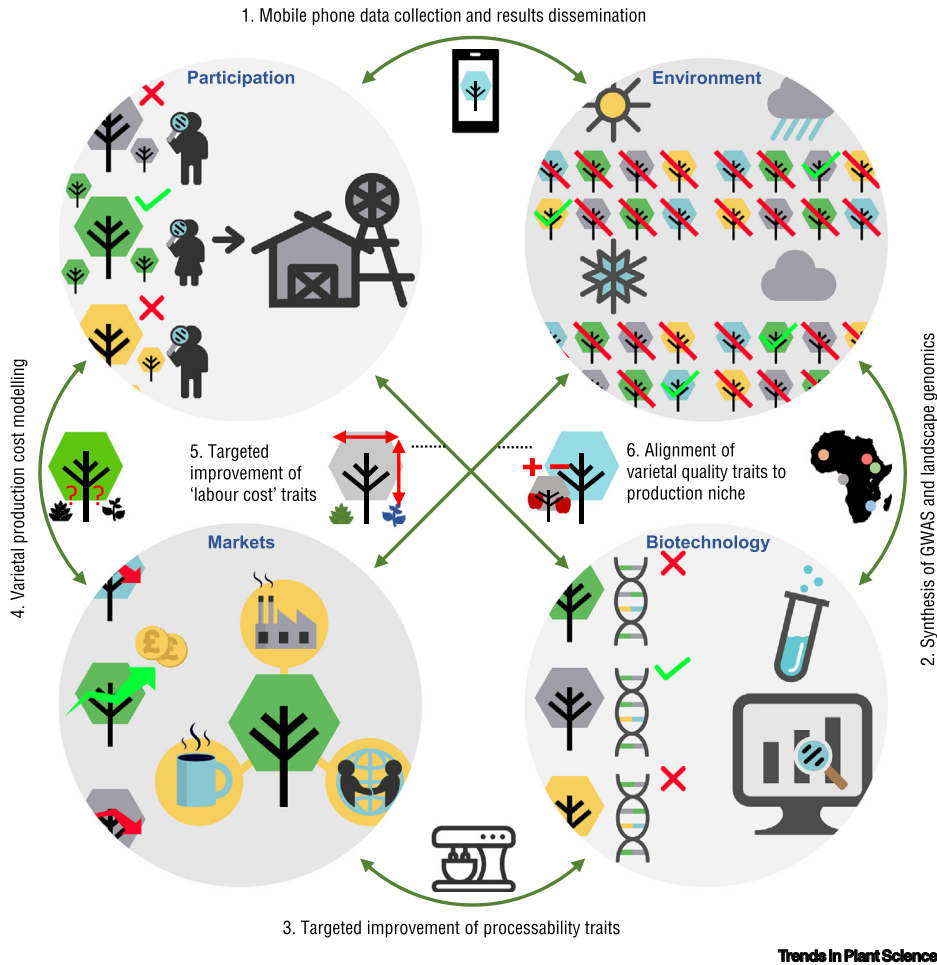 1. Mobile phone data collection and results dissemination
Participation
Environment
4. Varietal production cost modelling
2. Synthesis of GWAS and landscape genomics
5. Targeted
improvement of
‘labour cost’ traits
6. Alignment of
varietal quality traits to
production niche
? ?
+ −
Markets
Biotechnology
£
£
3. Targeted improvement of processability traits
Trends in Plant Science